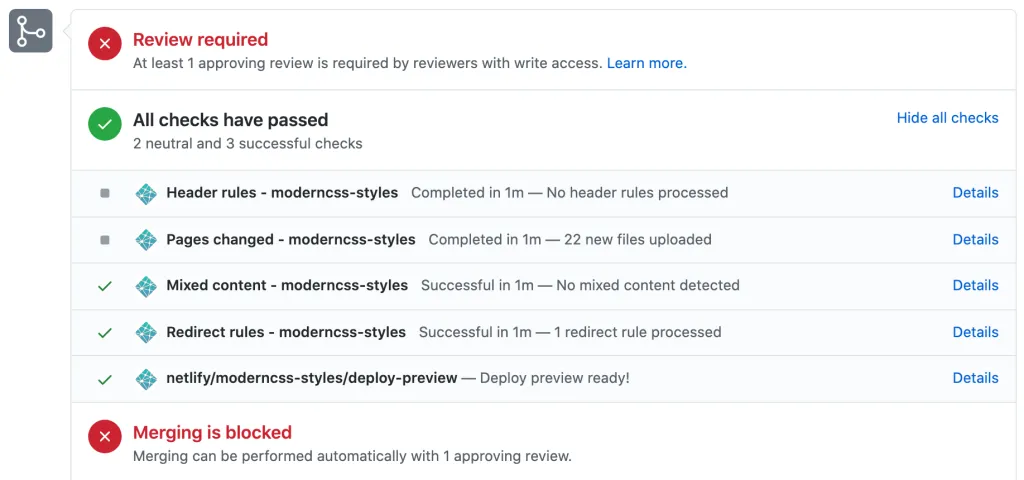 Review required
At least 1 approving review is required by reviewers with write access. Learn more.
All checks have passed
Hide all checks
2 neutral and 3 successful checks
Header rules - moderncss-styles Completed in 1m — No header rules processed Details
Pages changed - moderncss-styles Completed in 1m — 22 new files uploaded Details
Mixed content - moderncss-styles Successful in 1m — No mixed content detected Details
Redirect rules - moderncss-styles Successful in 1m — 1 redirect rule processed Details
netlify/moderncss-styles/deploy-preview — Deploy preview ready! Details
Merging is blocked
Merging can be performed automatically with 1 approving review.